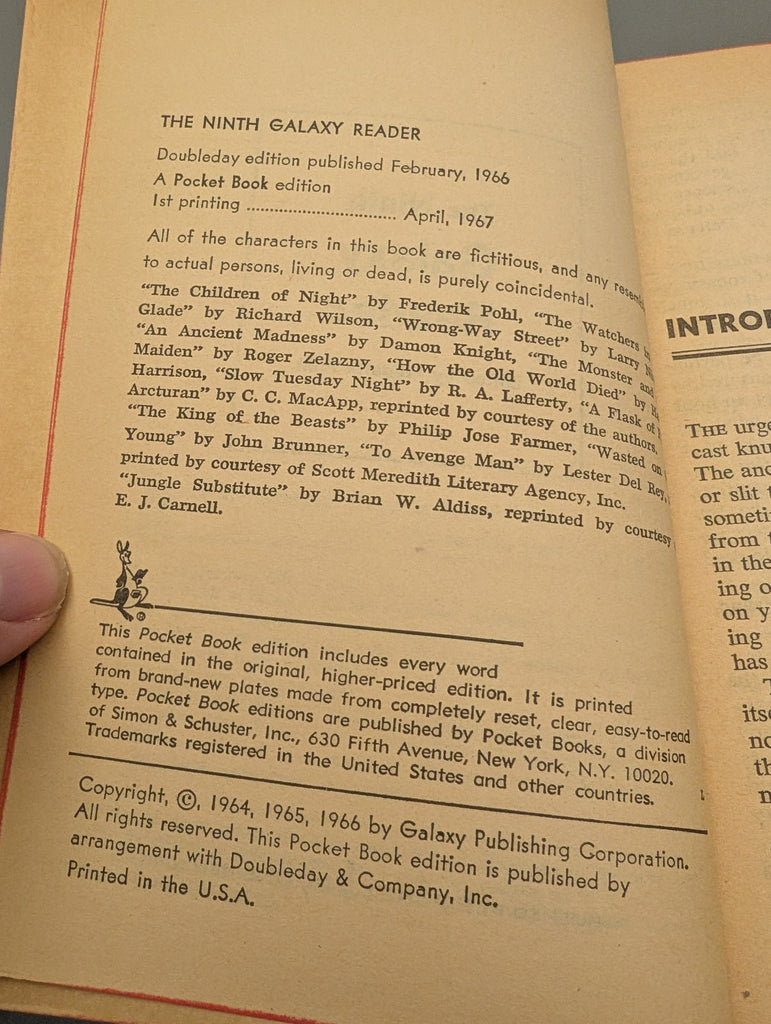 THE NINTH GALAXY READER
Doubleday edition published February, 1966
A Pocket Book edition
1st printing ................................ April, 1967
All of the characters in this book are fictitious, and any
to actual persons, living or dead, is purely coincidental.
"The Children of Night" by Frederik Pohl, "The Watchers
Glade" by Richard Wilson, "Wrong-Way Street" by Larry
"An Ancient Madness" by Damon Knight, "The Monster and
Maiden" by Roger Zelazny, "How the Old World Died" by
Harrison, "Slow Tuesday Night" by R. A. Lafferty, "A Flask of
Arcturan" by C. C. MacApp, reprinted by courtesy of the authors,
"The King of the Beasts" by Philip Jose Farmer, "Wasted on
Young" by John Brunner, "To Avenge Man" by Lester Del Rey,
printed by courtesy of Scott Meredith Literary Agency, Inc.
"Jungle Substitute" by Brian W. Aldiss, reprinted by courtesy
E. J. Carnell.
©
This Pocket Book edition includes every word
contained in the original, higher-priced edition. It is printed
from brand-new plates made from completely reset, clear, easy-to-read
type. Pocket Book editions are published by Pocket Books, a division
of Simon & Schuster, Inc., 630 Fifth Avenue, New York, N.Y. 10020.
Trademarks registered in the United States and other countries.
L
Copyright, ©, 1964, 1965, 1966 by Galaxy Publishing Corporation.
All rights reserved. This Pocket Book edition is published by
arrangement with Doubleday & Company, Inc.
Printed in the U.S.A.
THE
cast
The
or slit
from
in the
ing
on
ing
has